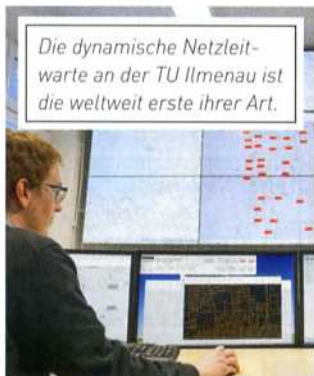 Die dynamische Netzleit-
warte an der TU Ilmenau ist
die weltweit erste ihrer Art.